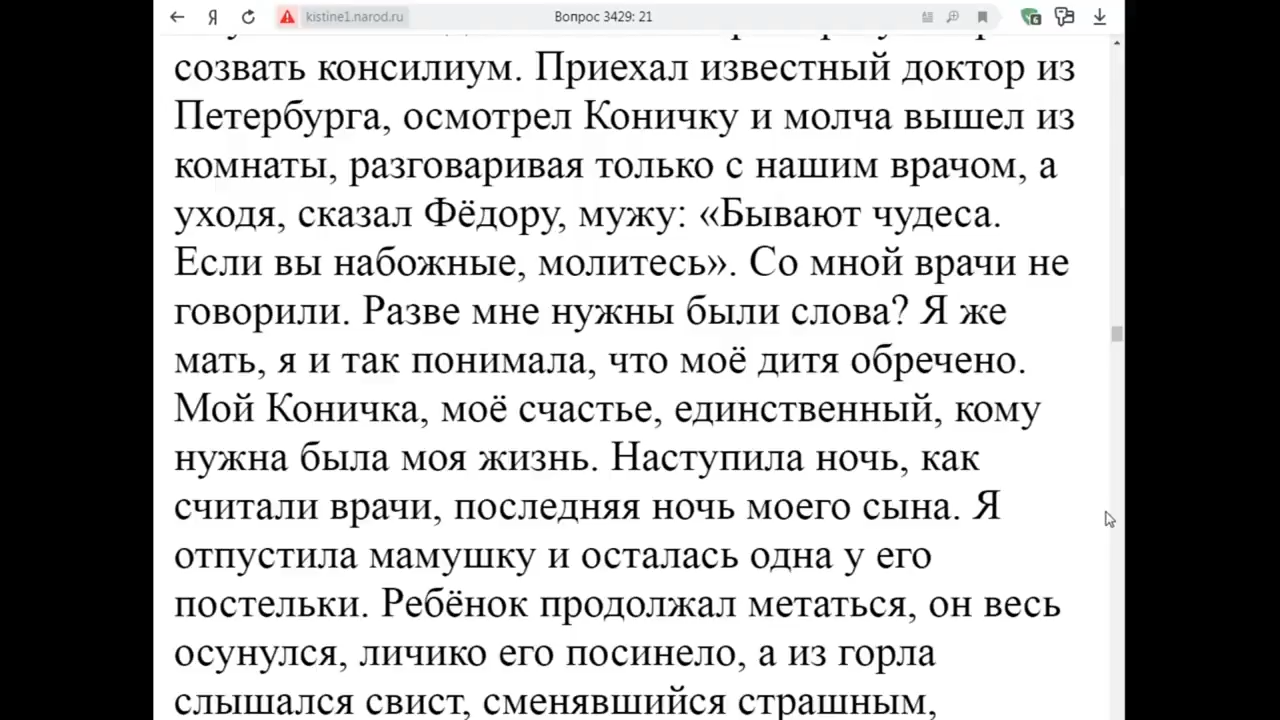 kistine1.narod.ru
Вопрос 3429: 21
созвать консилиум. Приехал известный доктор из
Петербурга, осмотрел Коничку и молча вышел из
комнаты, разговаривая только с нашим врачом, а
уходя, сказал Фёдору, мужу: «Бывают чудеса.
Если вы набожные, молитесь». Со мной врачи не
говорили. Разве мне нужны были слова? Я же
мать, я и так понимала, что моё дитя обречено.
Мой Коничка, моё счастье, единственный, кому
нужна была моя жизнь. Наступила ночь, как
считали врачи, последняя ночь моего сына. Я
отпустила мамушку и осталась одна у его
постельки. Ребёнок продолжал метаться, он весь
осунулся, личико его посинело, а из горла
слышался свист, сменявшийся страшным,